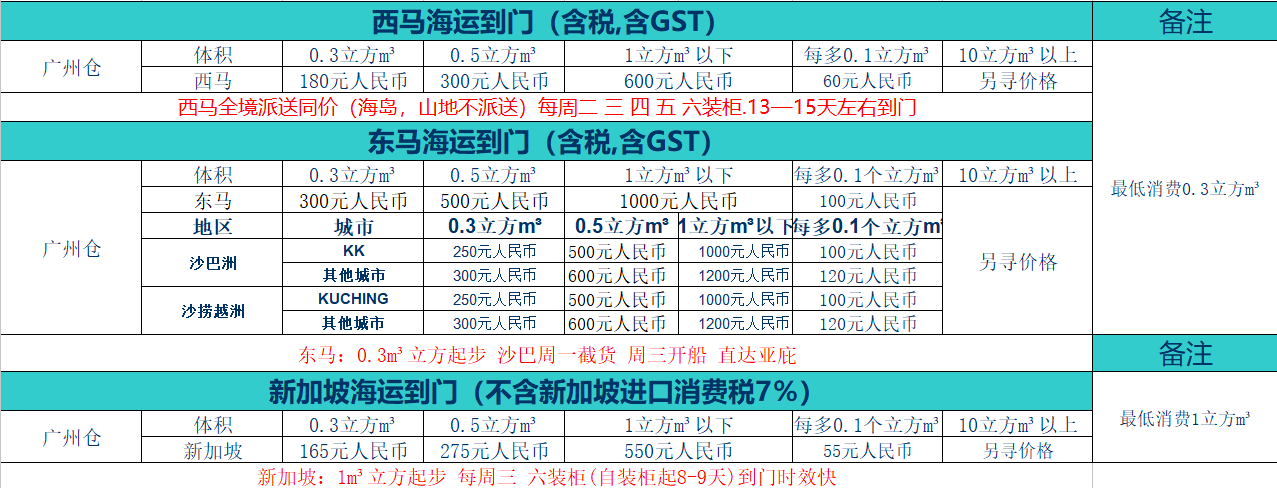 西马海运到门（含税,含GST） 备注
广州仓 体积 0.3立方m³ 0.5立方m³ 1立方m³以下 每多0.1立方m³ 10立方m³以上
西马 180元人民币 300元人民币 600元人民币 60元人民币 另寻价格
西马全境派送同价（海岛，山地不派送）每周二 三 四 五 六装柜.13—15天左右到门
东马海运到门（含税,含GST）
体积 0.3立方m³ 0.5立方m³ 1立方m³以下 每多0.1个立方m³ 10立方m³以上 最低消费0.3立方m³
东马 300元人民币 500元人民币 1000元人民币 100元人民币
地区 城市 0.3立方m³ 0.5立方m³ 1立方m³以下 每多0.1个立方m³
广州仓 沙巴洲 KK 250元人民币 500元人民币 1000元人民币 100元人民币 另寻价格
其他城市 300元人民币 600元人民币 1200元人民币 120元人民币
沙捞越洲 KUCHING 250元人民币 500元人民币 1000元人民币 100元人民币
其他城市 300元人民币 600元人民币 1200元人民币 120元人民币
东马：0.3m³立方起步 沙巴周一截货 周三开船 直达亚庇 备注
新加坡海运到门（不含新加坡进口消费税7%）
广州仓 体积 0.3立方m³ 0.5立方m³ 1立方m³以下 每多0.1个立方m³ 10立方m³以上 最低消费1立方m³
新加坡 165元人民币 275元人民币 550元人民币 55元人民币 另寻价格
新加坡：1m³立方起步 每周三 六装柜(自装柜起8-9天)到门时效快